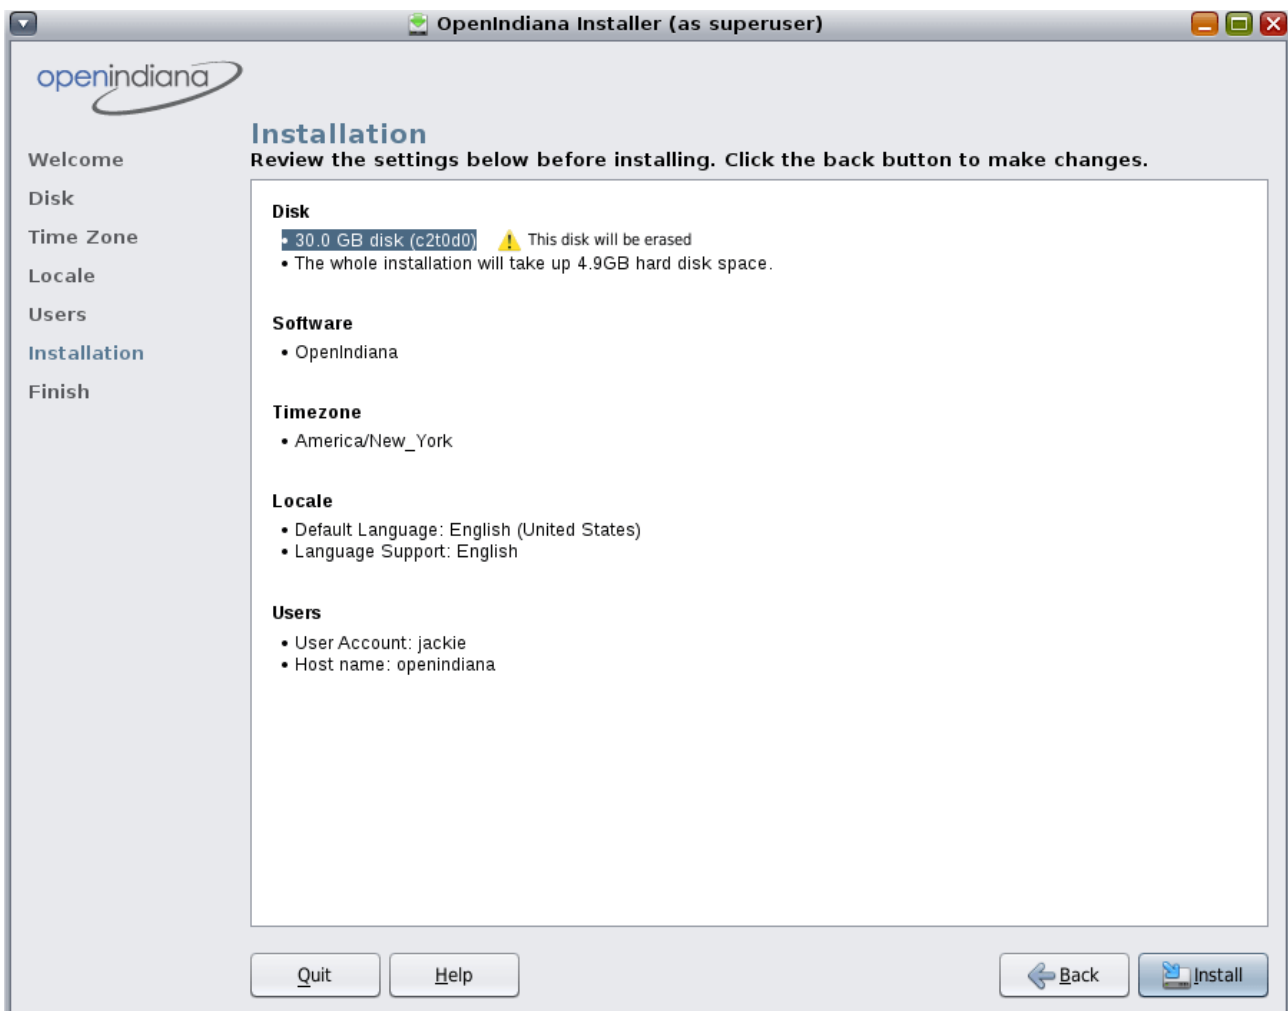 OpenIndiana Installer (as superuser)
openindiana
Welcome
Disk
Time Zone
Locale
Users
Installation
Finish
Installation
Review the settings below before installing. Click the back button to make changes.
Disk
• 30.0 GB disk (c2t0d0) This disk will be erased
• The whole installation will take up 4.9GB hard disk space.
Software
• OpenIndiana
Timezone
• America/New_York
Locale
• Default Language: English (United States)
• Language Support: English
Users
• User Account: jackie
• Host name: openindiana
Quit Help Back Install